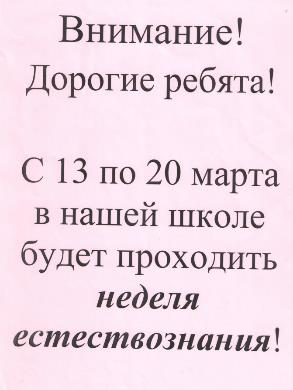 Внимание!
Дорогие ребята!
С 13 по 20 марта
в нашей школе
будет проходить
неделя
естествознания!